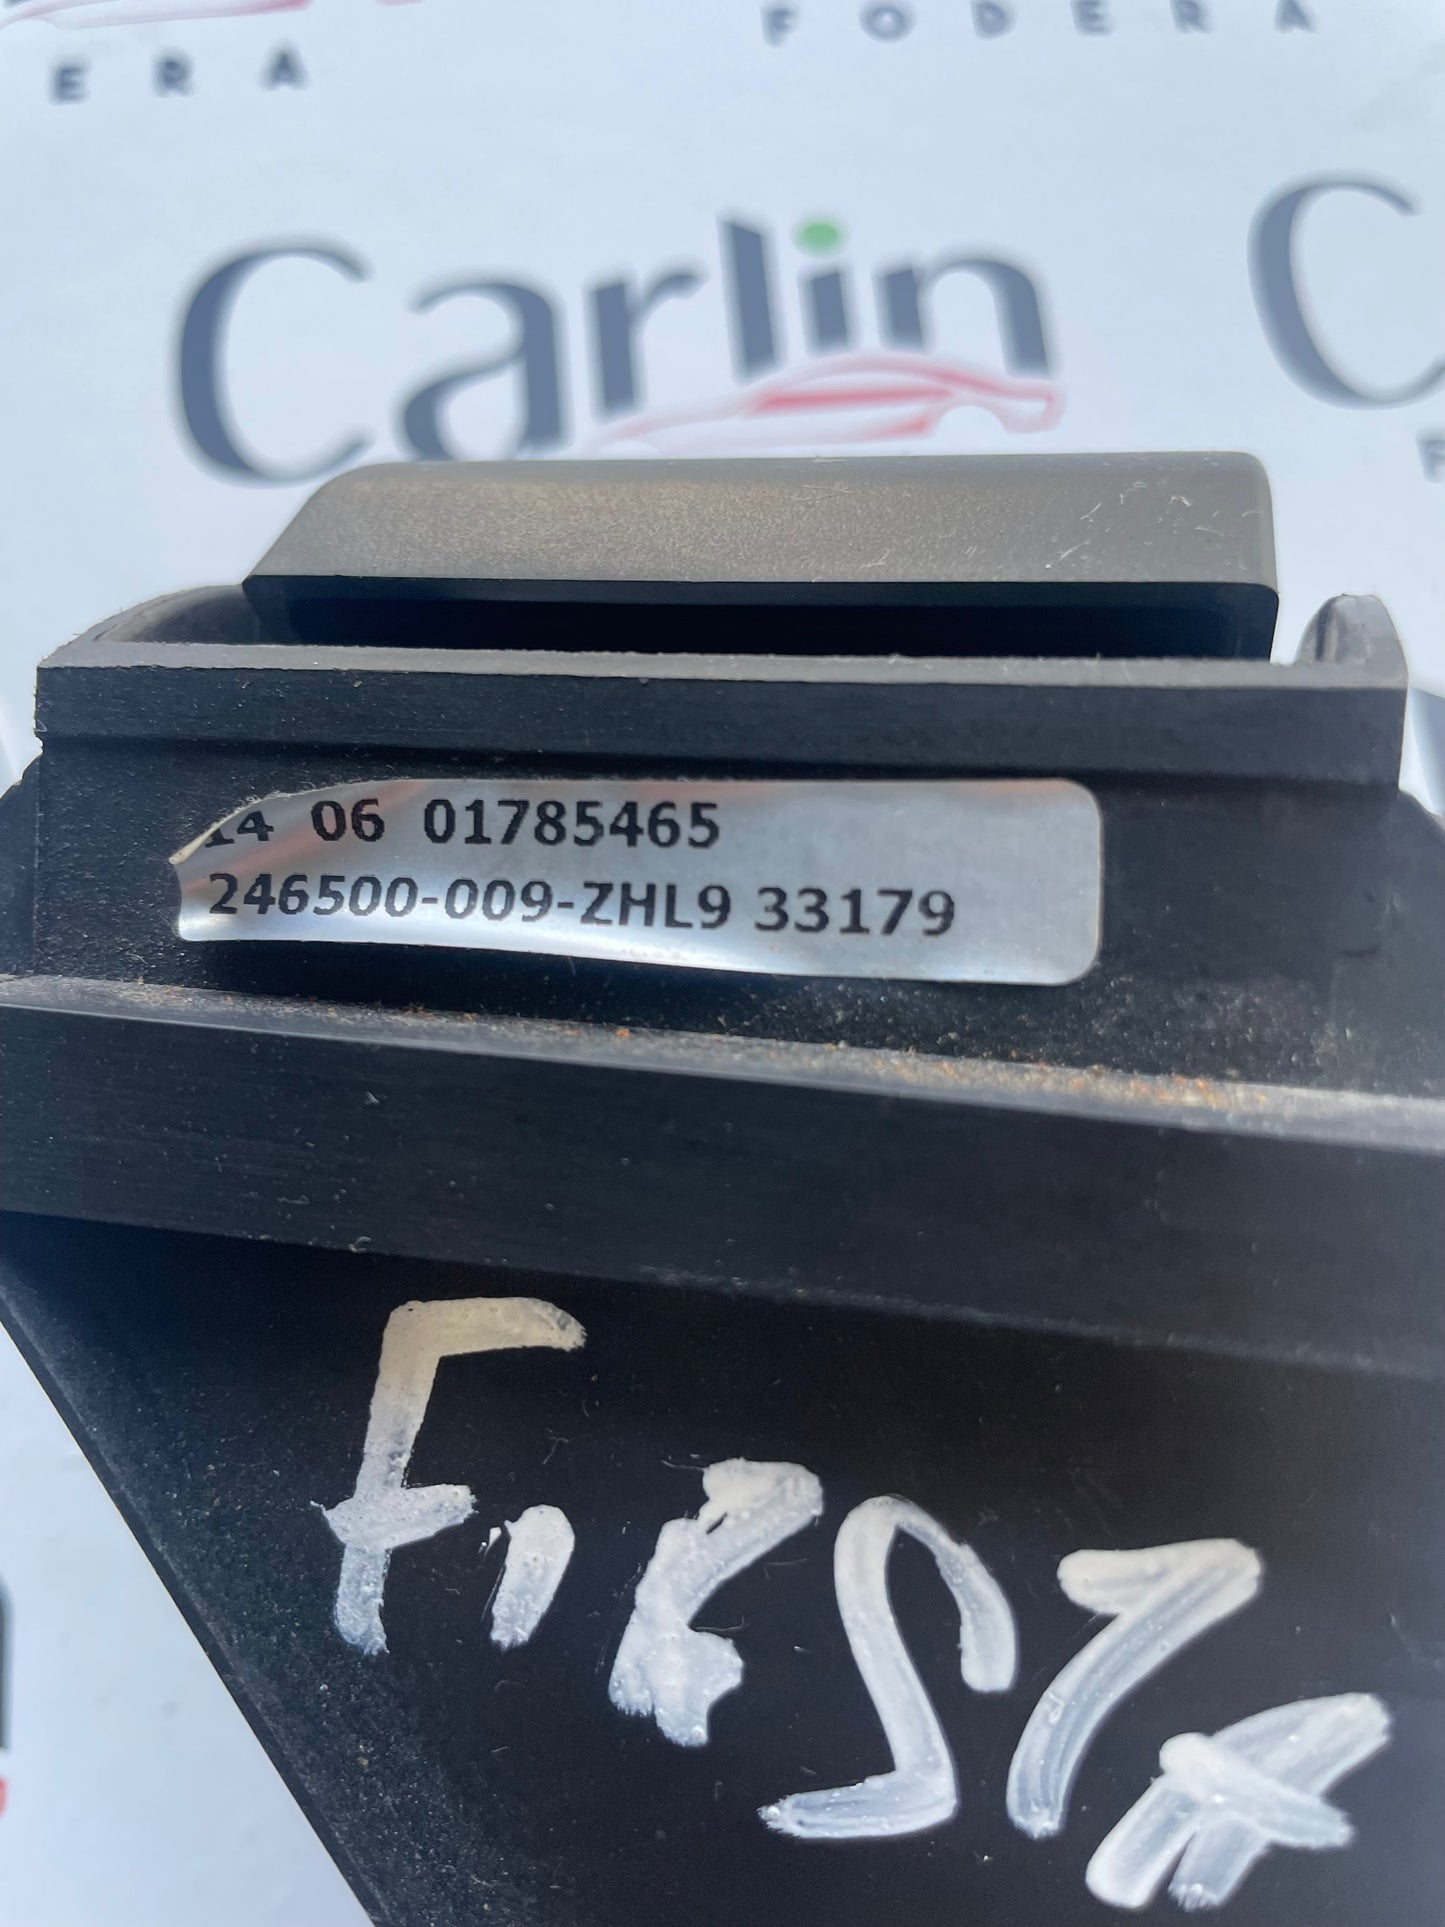 ERA
FODERA
Carlin
C
F
14 06 01785465
246500-009-ZHL9 33179
FIESTA